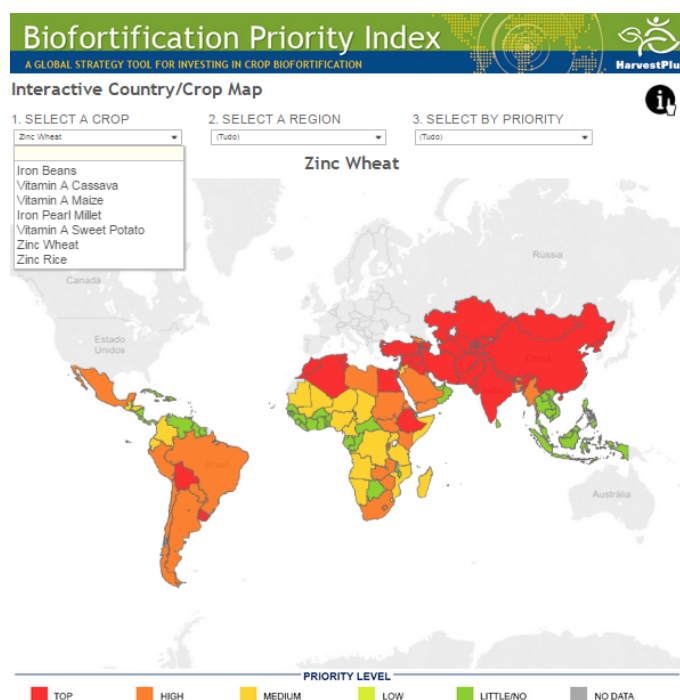 Biofortification Priority Index
A GLOBAL STRATEGY TOOL FOR INVESTING IN CROP BIOFORTIFICATION
HarvestPlu
Interactive Country/Crop Map
1. SELECT A CROP
2. SELECT A REGION
3. SELECT BY PRIORITY
Zinc Wheat
(Tudo)
(Tudo)
Zinc Wheat
Iron Beans
Vitamin A Cassava
Vitamin A Maize
Iron Pearl Millet
Vitamin A Sweet Potato
Zinc Wheat
Zinc Rice
Canadá
Rússia
Estado
Unidos
China
Brasil
Austrália
PRIORITY LEVEL
TOP
HIGH
MEDIUM
LOW
LITTLE/NO
NO DATA